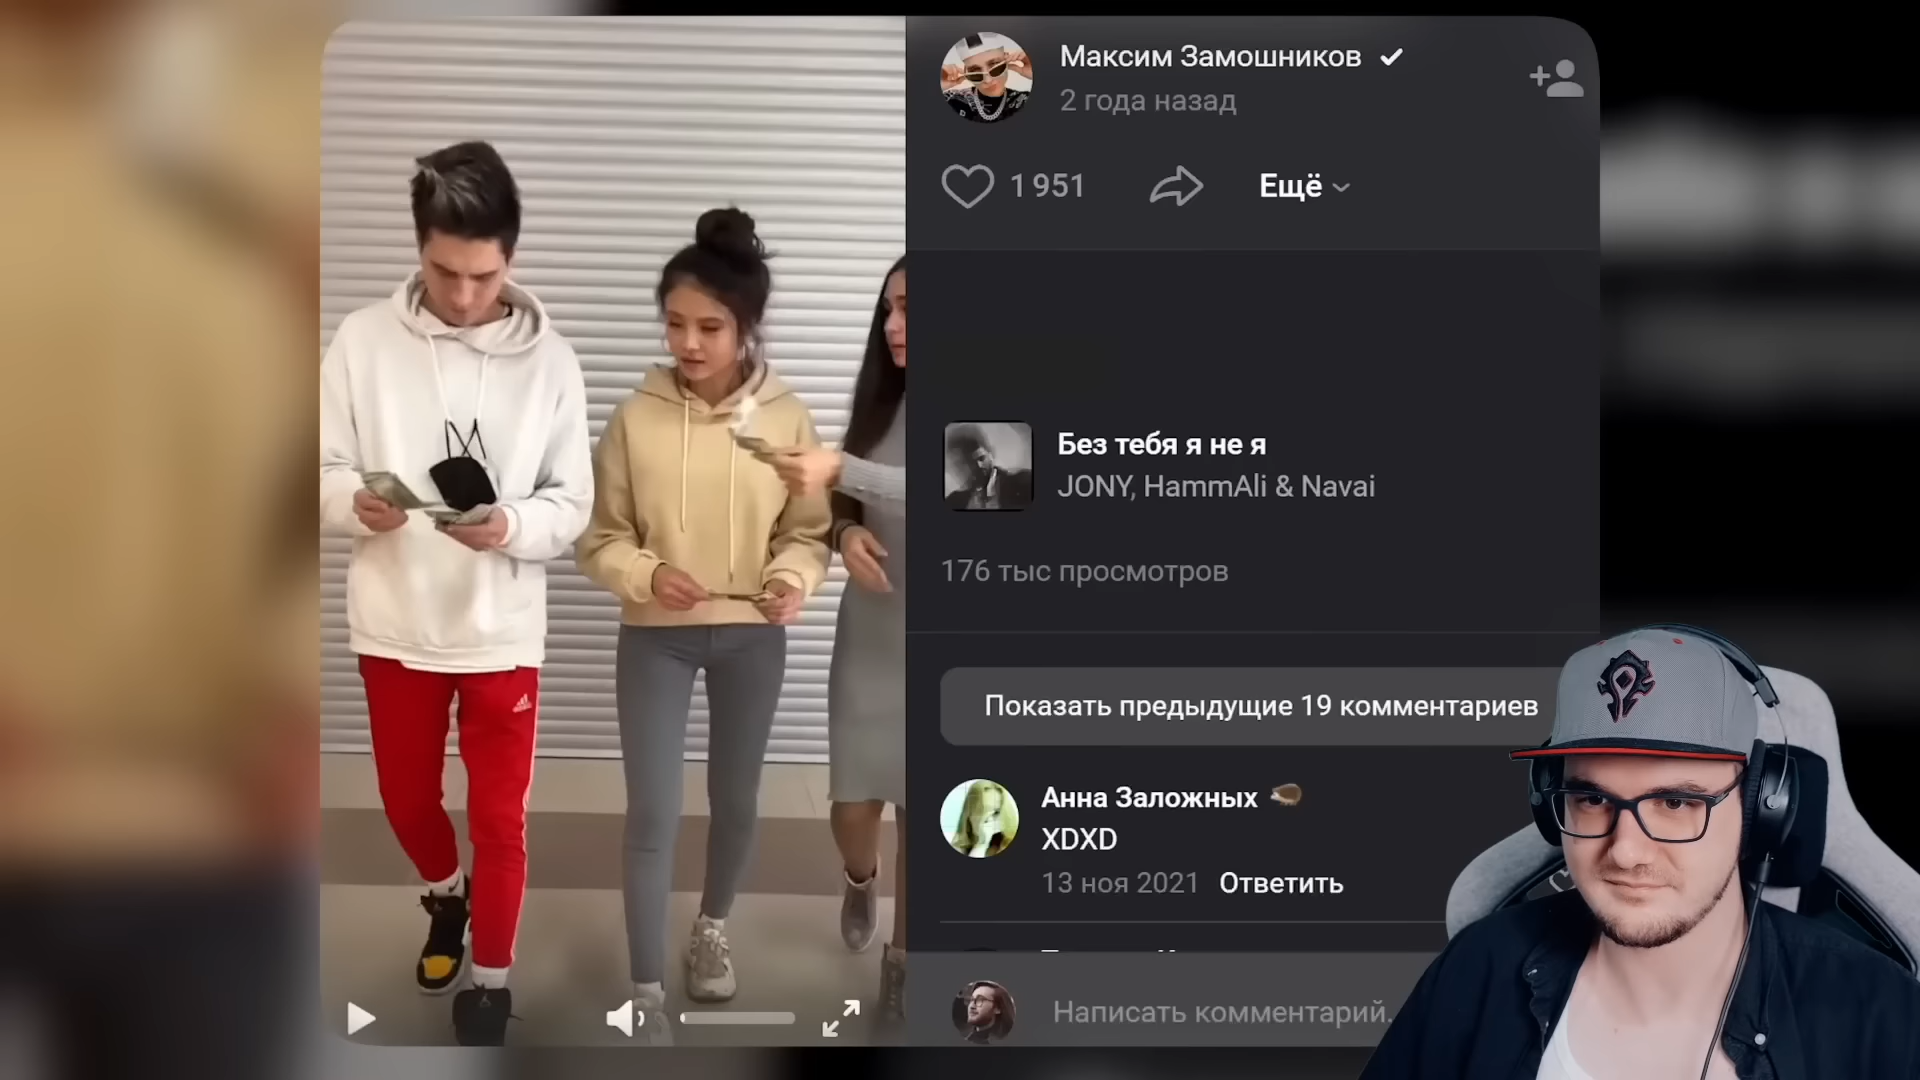 Максим Замошников
2 года назад
1 951
Ещё
Без тебя я не я
JONY, HammAli & Navai
176 тыс просмотров
Показать предыдущие 19 комментариев
Анна Заложных
XDXD
13 ноя 2021 Ответить
Написать комментарий.